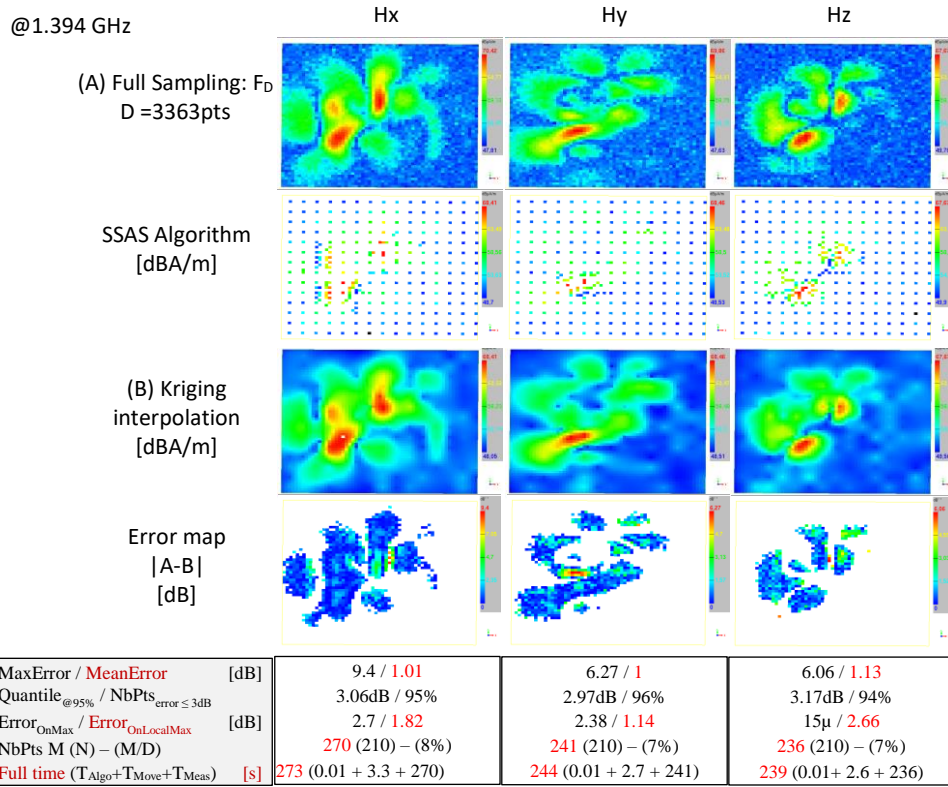 @1.394 GHz
Hx
Hy
Hz
(A) Full Sampling: FD
D =3363pts
SSAS Algorithm
[dBA/m]
(B) Kriging
interpolation
[dBA/m]
Error map
|A-B|
[dB]
MaxError / MeanError [dB]
9.4 / 1.01
6.27 / 1
6.06 / 1.13
Quantile@95% / NbPtserror ≤ 3dB
3.06dB / 95%
2.97dB / 96%
3.17dB / 94%
ErrorOnMax / ErrorOnLocalMax [dB]
2.7 / 1.82
2.38 / 1.14
15µ / 2.66
NbPts M (N) – (M/D)
270 (210) – (8%)
241 (210) – (7%)
236 (210) – (7%)
Full time (TAlgo+TMove+TMeas) [s]
273 (0.01 + 3.3 + 270)
244 (0.01 + 2.7 + 241)
239 (0.01+ 2.6 + 236)